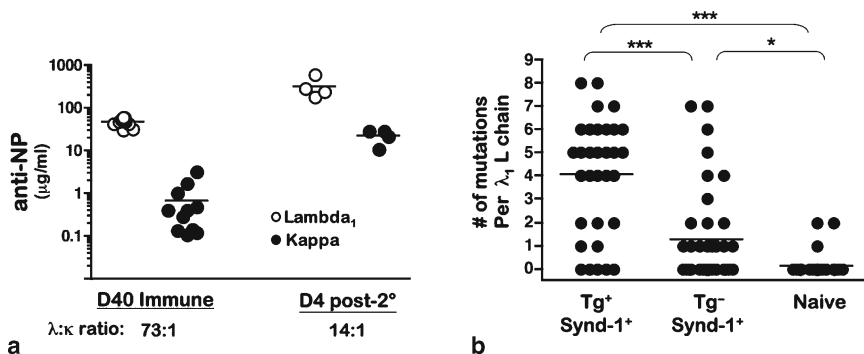 1000
100
10
1
0.1
anti-NP
(μg/ml)
Lambda₁
Kappa
D40 Immune
D4 post-2°
λ:κ ratio: 73:1 14:1
a
***
*** *
9
8
7
6
5
4
3
2
1
0
# of mutations
Per λ₁ L chain
Tg⁺ Tg⁻ Naive
Synd-1⁺ Synd-1⁺
b